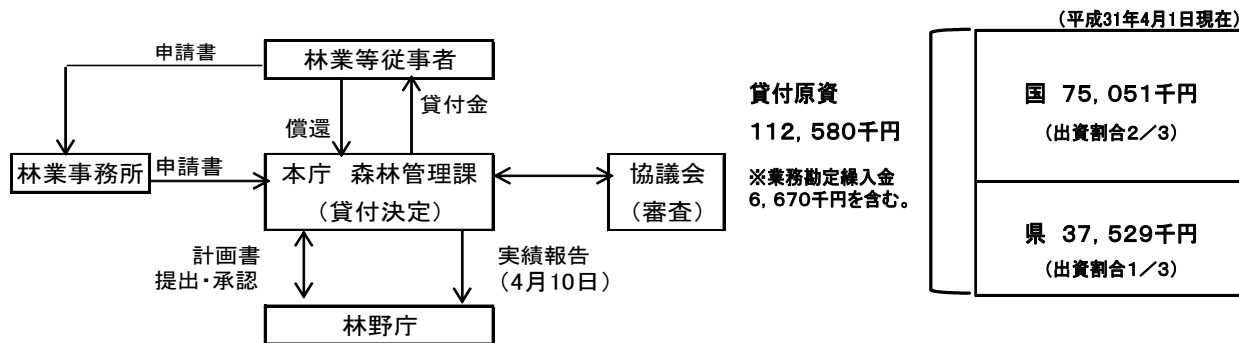 (平成31年4月1日現在)
申請書
林業等従事者
貸付金
償還
林業事務所
申請書
本庁 森林管理課
(貸付決定)
協議会
(審査)
計画書
提出・承認
実績報告
(4月10日)
林野庁
貸付原資
112,580千円
※業務勘定繰入金
6,670千円を含む。
国 75,051千円
(出資割合2/3)
県 37,529千円
(出資割合1/3)